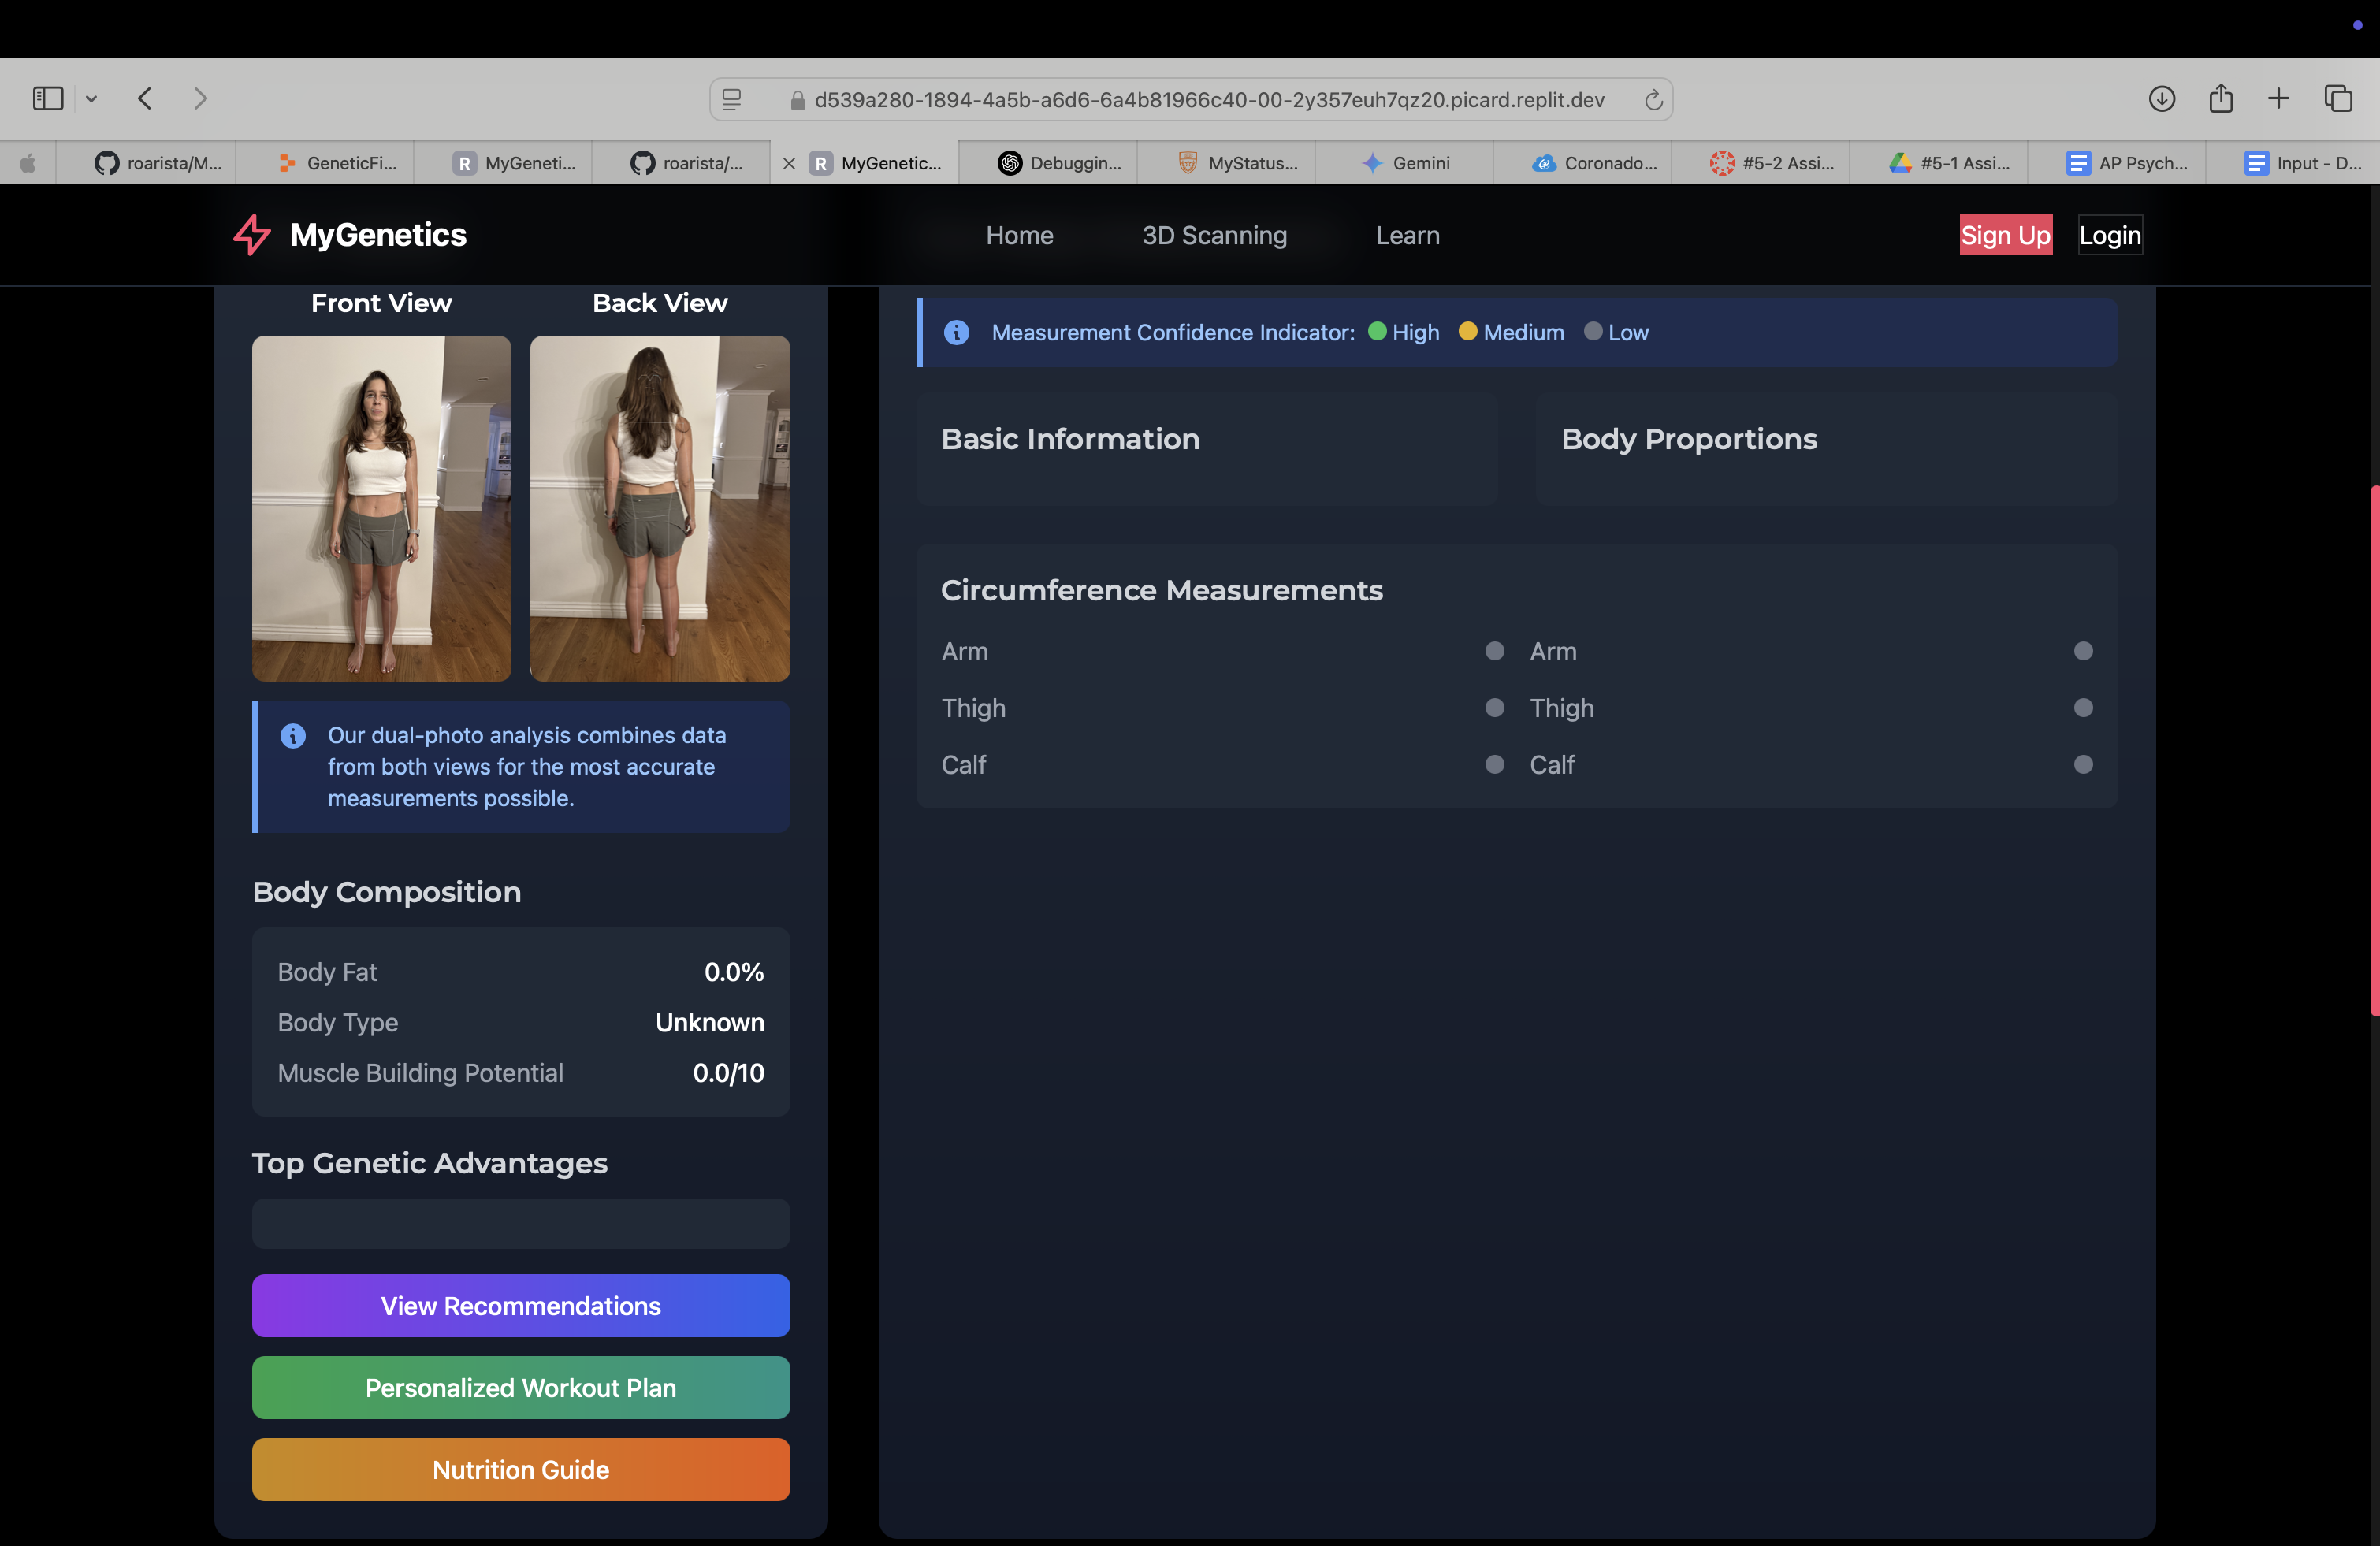 d539a280-1894-4a5b-a6d6-6a4b81966c40-00-2y357euh7qz20.picard.replit.dev
roarista/M...
GeneticFi...
R MyGeneti...
roarista/...
R MyGenetic...
Debuggin...
MyStatus...
Gemini
Coronado...
#5-2 Assi...
#5-1 Assi...
AP Psych...
Input - D...
MyGenetics
Home
3D Scanning
Learn
Sign Up
Login
Front View
Back View
Our dual-photo analysis combines data
from both views for the most accurate
measurements possible.
Body Composition
Body Fat 0.0%
Body Type Unknown
Muscle Building Potential 0.0/10
Top Genetic Advantages
View Recommendations
Personalized Workout Plan
Nutrition Guide
Measurement Confidence Indicator: High Medium Low
Basic Information
Body Proportions
Circumference Measurements
Arm Arm
Thigh Thigh
Calf Calf